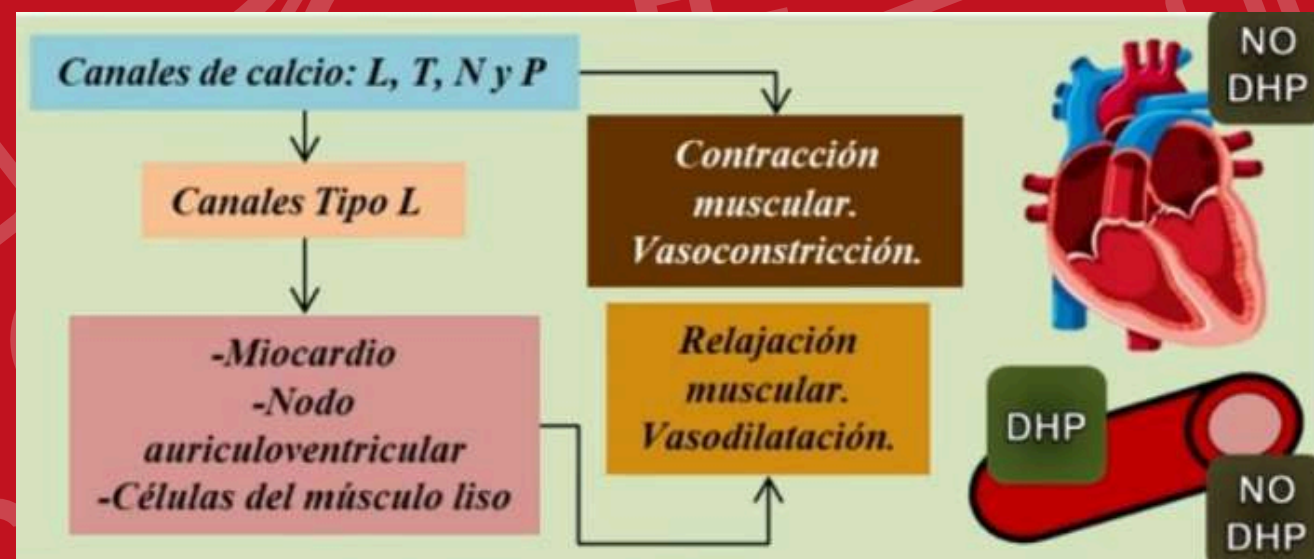 Canales de calcio: L, T, N y P
Canales Tipo L
-Miocardio
-Nodo
auriculoventricular
-Células del músculo liso
Contracción
muscular.
Vasoconstricción.
Relajación
muscular.
Vasodilatación.
NO
DHP
DHP
NO
DHP